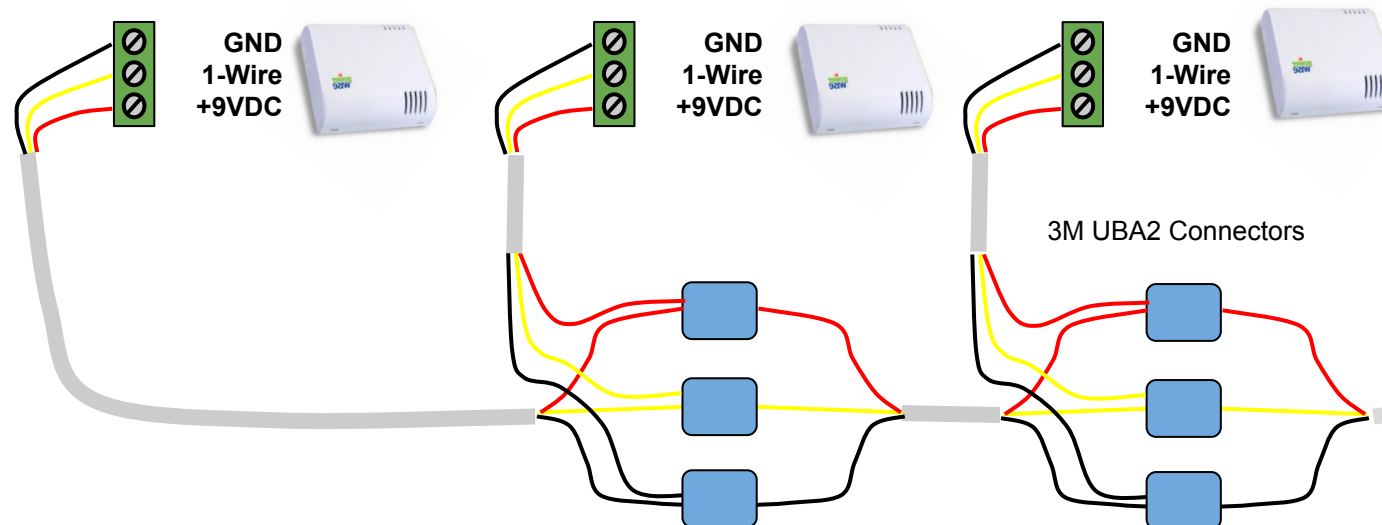 GND
1-Wire
+9VDC
GND
1-Wire
+9VDC
GND
1-Wire
+9VDC
3M UBA2 Connectors